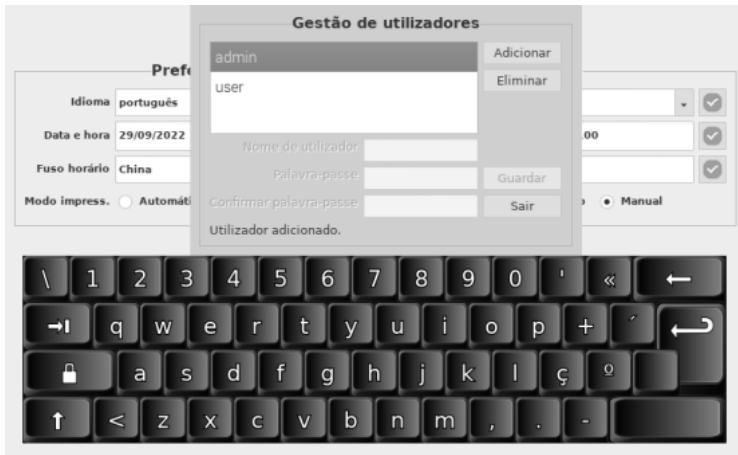 Gestão de utilizadores
admin
Adicionar
user
Eliminar
Nome de utilizador
Palavra-passe
Guardar
Confirmar palavra-passe
Sair
Utilizador adicionado.
Idioma português
Data e hora 29/09/2022 :00
Fuso horário China
Modo impress. Manual
\ 1 2 3 4 5 6 7 8 9 0 ' «
q w e r t y u i o p + ´
a s d f g h j k l ç º
< z x c v b n m , . -